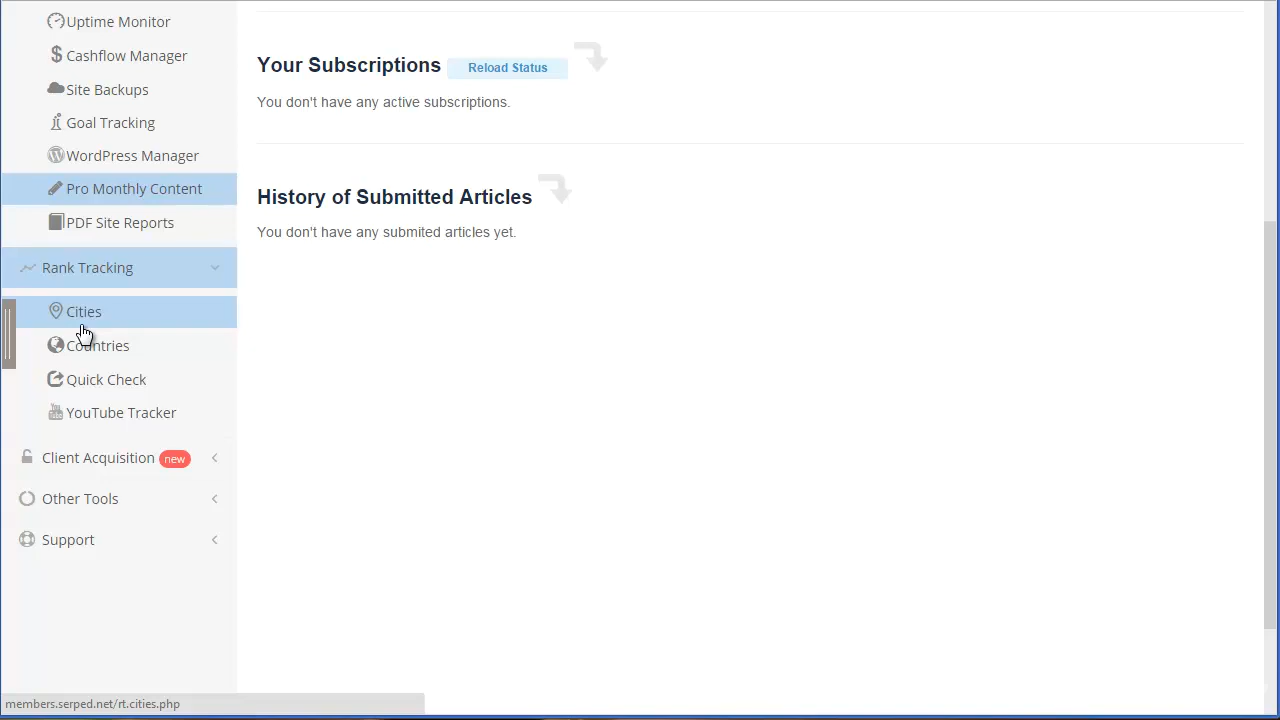 Uptime Monitor
Cashflow Manager
Site Backups
Goal Tracking
WordPress Manager
Pro Monthly Content
PDF Site Reports
Rank Tracking
Cities
Countries
Quick Check
YouTube Tracker
Client Acquisition new
Other Tools
Support
Your Subscriptions Reload Status
You don't have any active subscriptions.
History of Submitted Articles
You don't have any submited articles yet.
members.serped.net/rt.cities.php